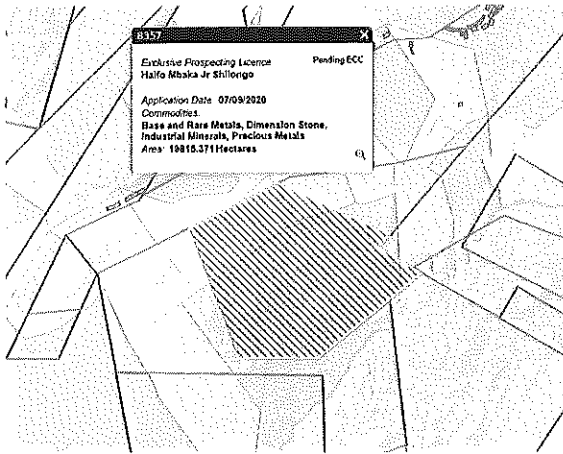 8357 X
Exclusive Prospecting Licence Pending ECC
Haifo Mbaka Jr Shilongo
Application Date: 07/09/2020
Commodities:
Base and Rare Metals, Dimension Stone,
Industrial Minerals, Precious Metals
Area: 19815.371 Hectares